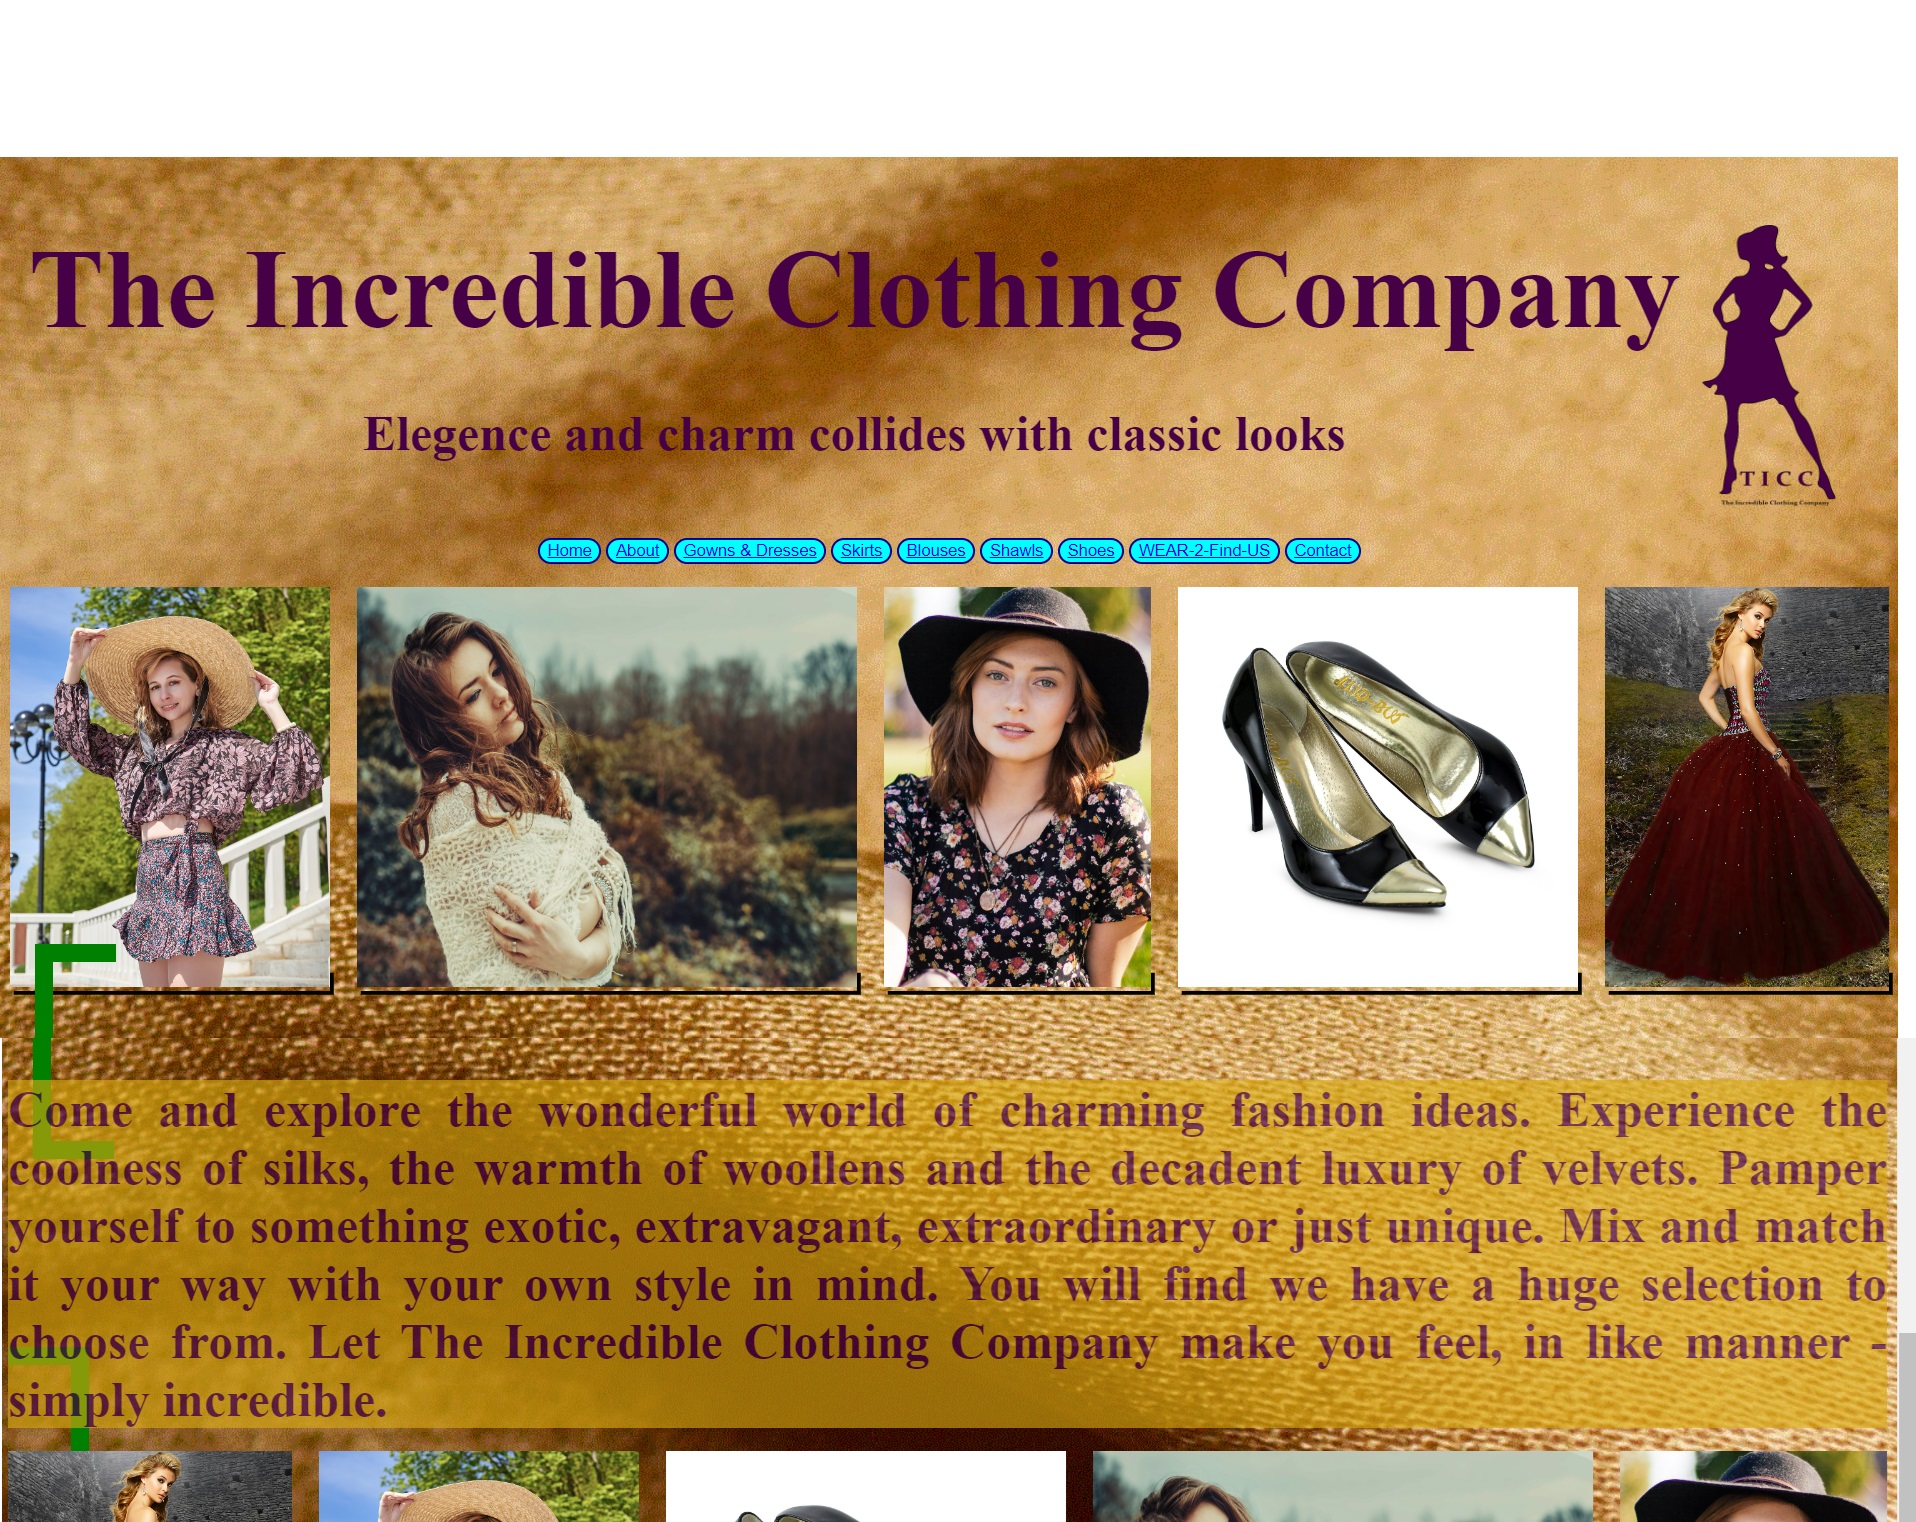 The Incredible Clothing Company
Elegence and charm collides with classic looks
TICC
The Incredible Clothing Company
Home About Gowns & Dresses Skirts Blouses Shawls Shoes WEAR-2-Find-US Contact
Come and explore the wonderful world of charming fashion ideas. Experience the
coolness of silks, the warmth of woollens and the decadent luxury of velvets. Pamper
yourself to something exotic, extravagant, extraordinary or just unique. Mix and match
it your way with your own style in mind. You will find we have a huge selection to
choose from. Let The Incredible Clothing Company make you feel, in like manner -
simply incredible.